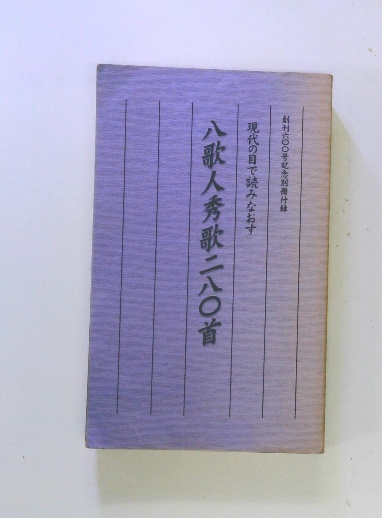 創刊六〇〇号記念別冊付録
現代の目で読みなおす
八歌人秀歌二八〇首